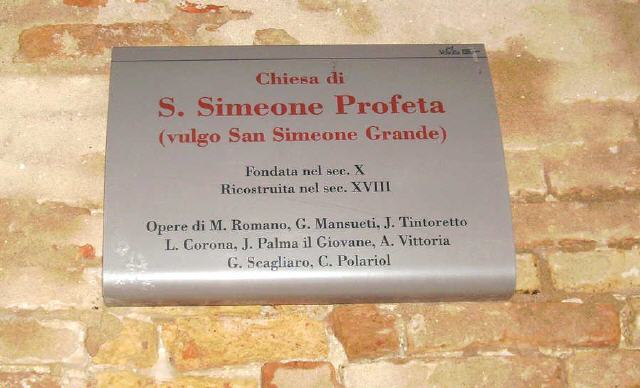 Chiesa di
S. Simeone Profeta
(vulgo San Simeone Grande)
Fondata nel sec. X
Ricostruita nel sec. XVIII
Opere di M. Romano, G. Mansueti, J. Tintoretto
L. Corona, J. Palma il Giovane, A. Vittoria
G. Scagliaro, C. Polariol